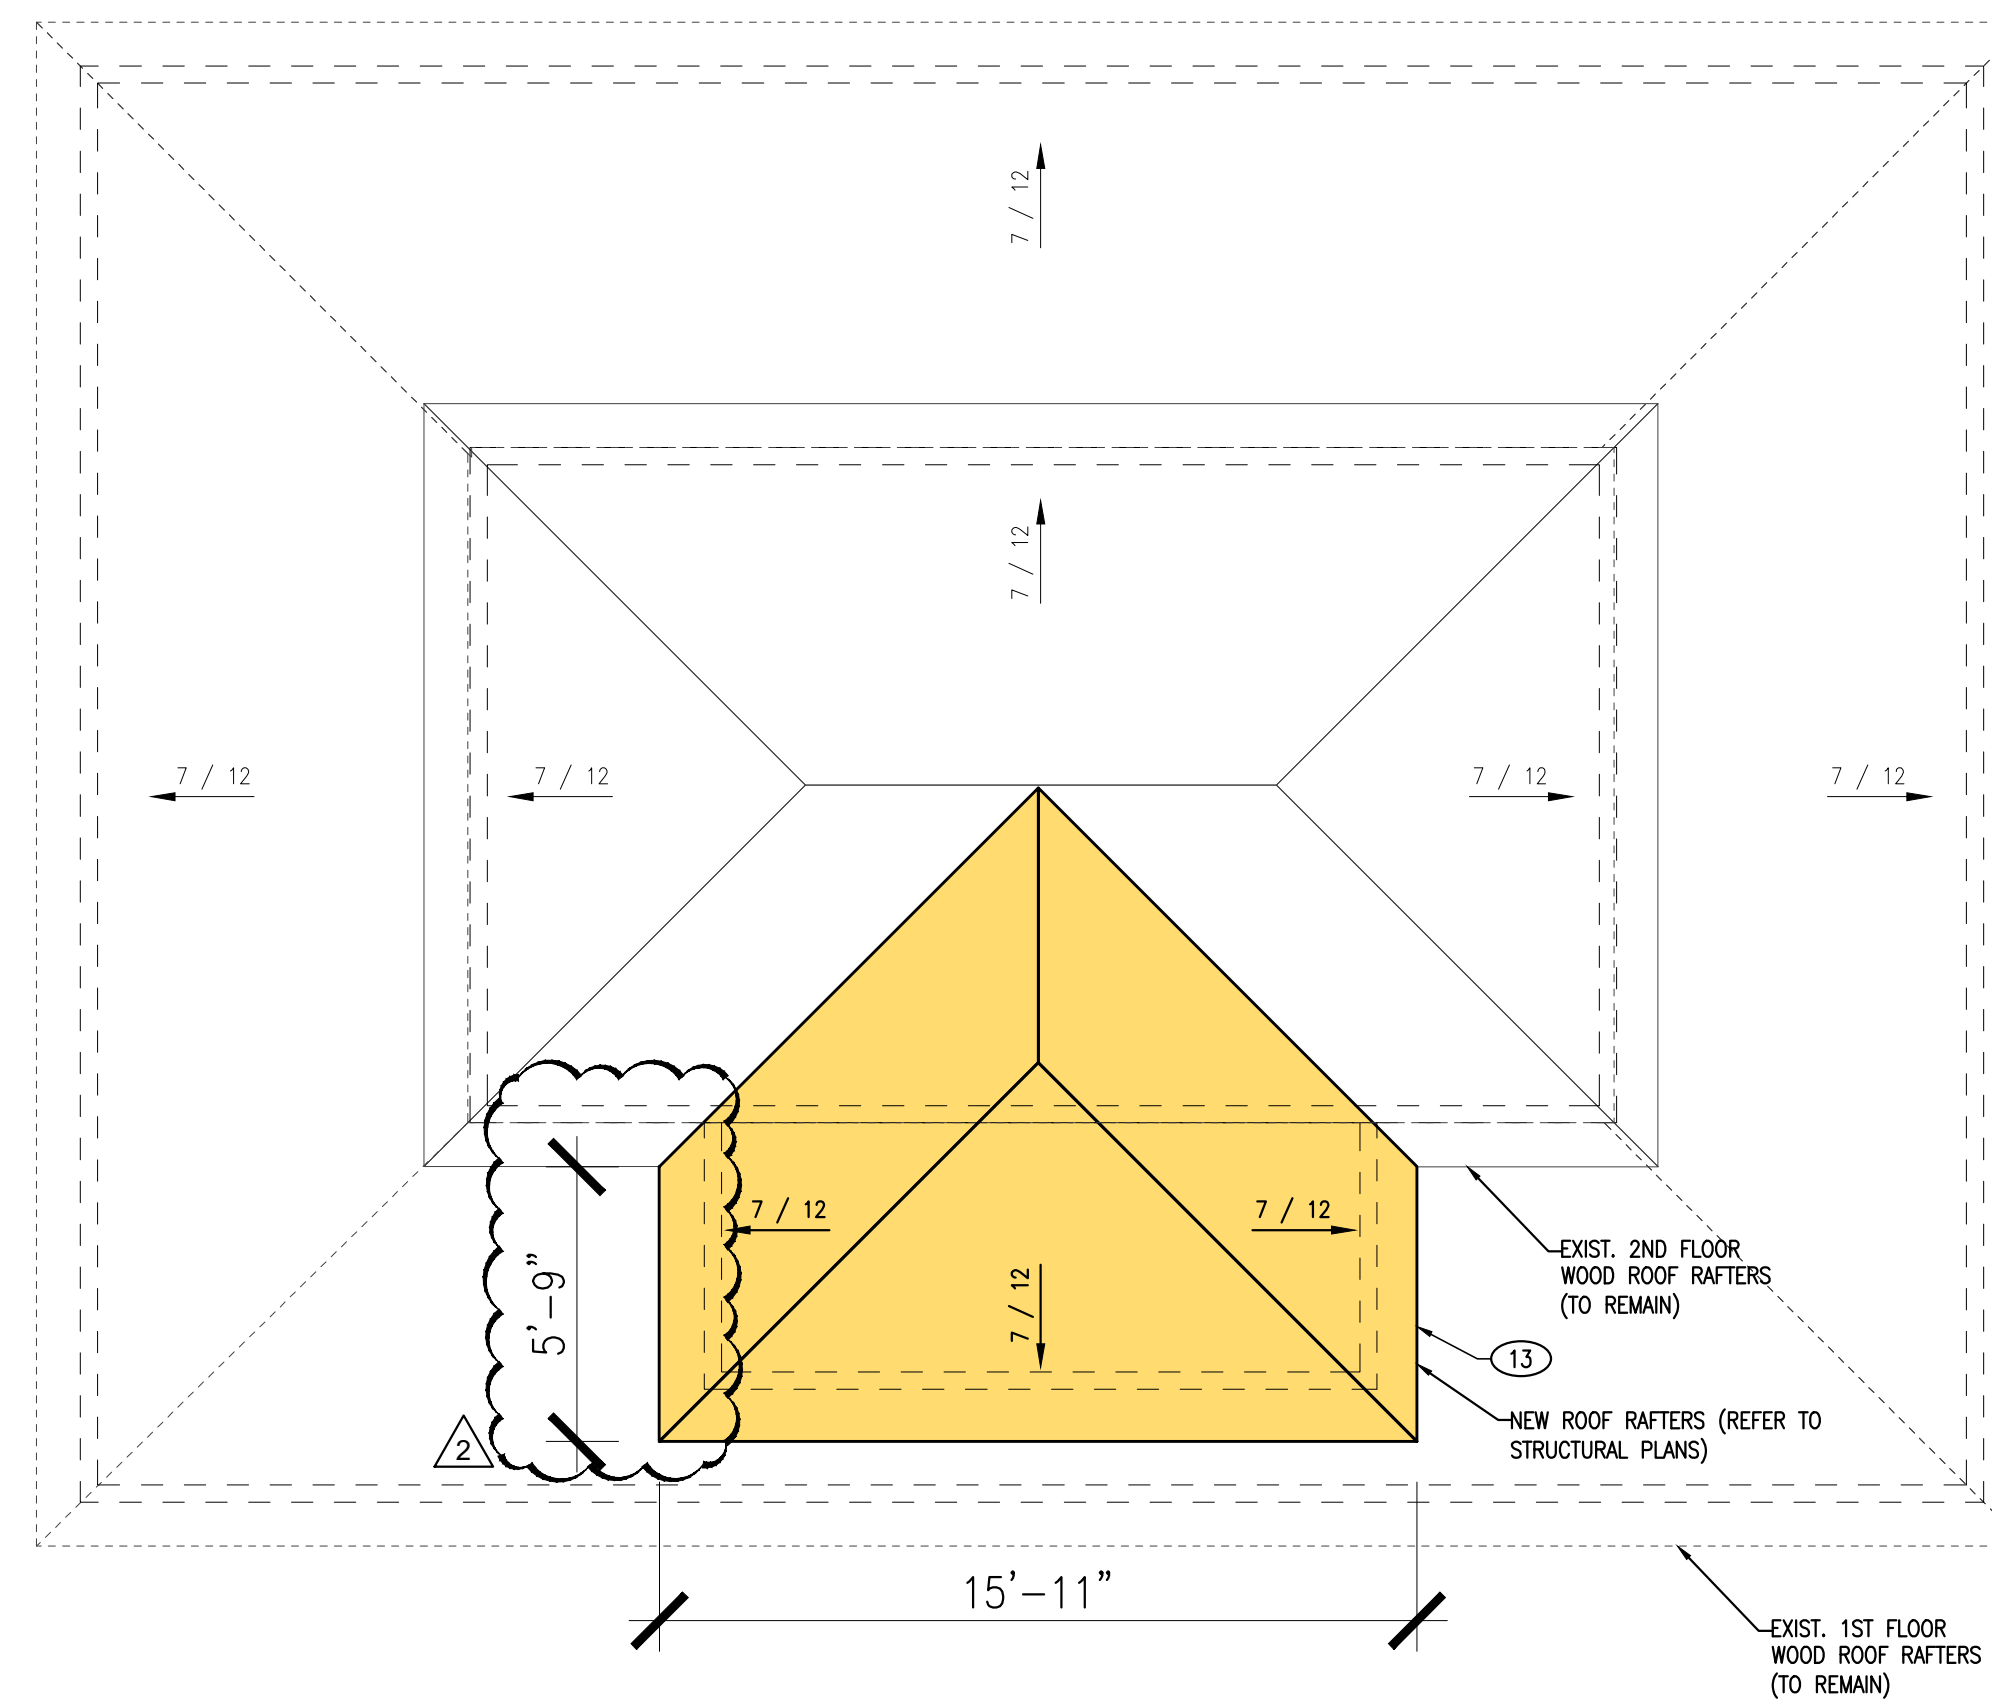 7 / 12
7 / 12
7 / 12
7 / 12
7 / 12
7 / 12
7 / 12
7 / 12
7 / 12
5'-9"
2
EXIST. 2ND FLOOR
WOOD ROOF RAFTERS
(TO REMAIN)
13
NEW ROOF RAFTERS (REFER TO
STRUCTURAL PLANS)
15'-11"
EXIST. 1ST FLOOR
WOOD ROOF RAFTERS
(TO REMAIN)